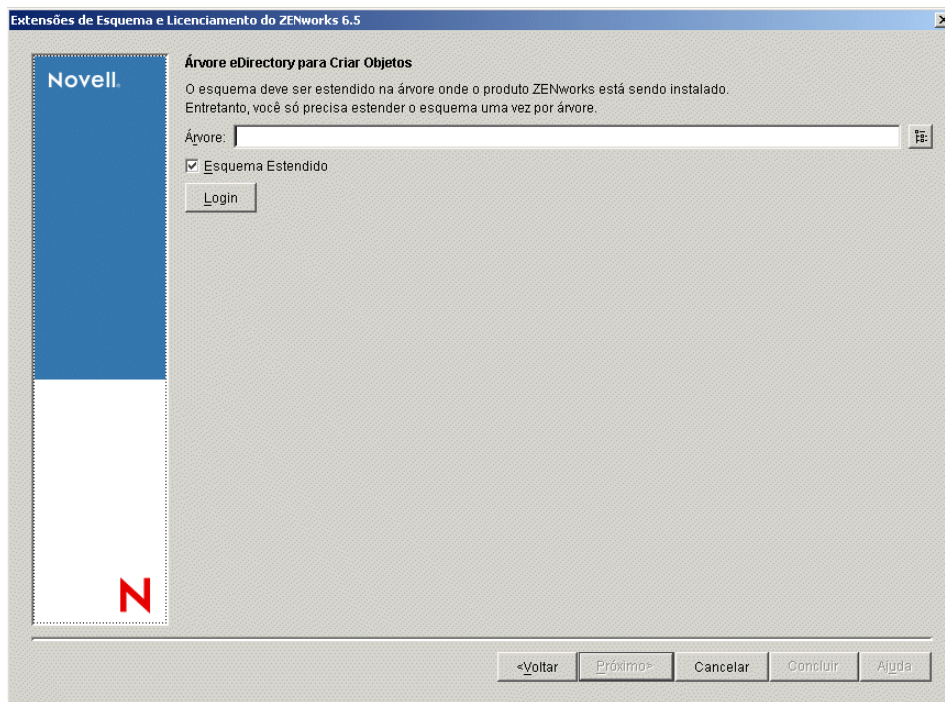 Extensões de Esquema e Licenciamento do ZENworks 6.5
Novell.
Árvore eDirectory para Criar Objetos
O esquema deve ser estendido na árvore onde o produto ZENworks está sendo instalado.
Entretanto, você só precisa estender o esquema uma vez por árvore.
Árvore:
Esquema Estendido
Login
N
<Voltar
Próximo>
Cancelar
Concluir
Ajuda